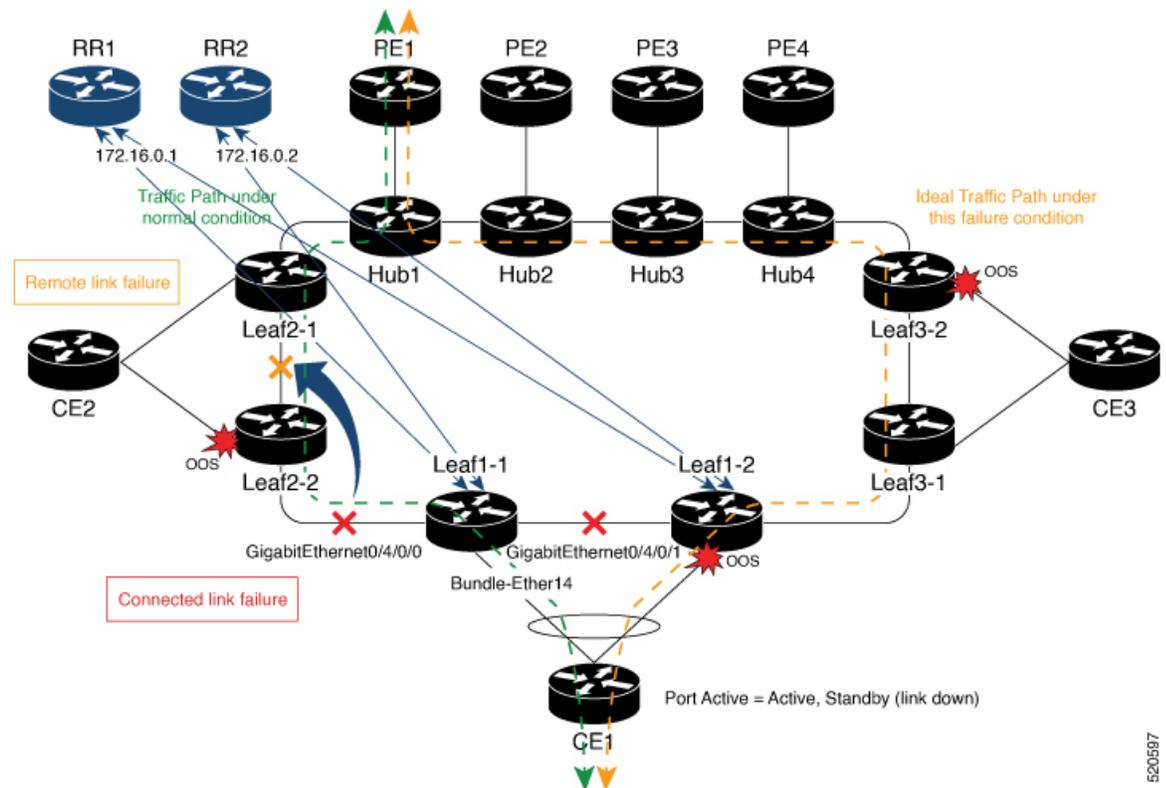 RR1
RR2
PE1
PE2
PE3
PE4
172.16.0.1
172.16.0.2
Traffic Path under
normal condition
Ideal Traffic Path under
this failure condition
Hub1
Hub2
Hub3
Hub4
OOS
Remote link failure
Leaf2-1
Leaf3-2
CE2
CE3
OOS
Leaf2-2
Leaf1-1
Leaf1-2
Leaf3-1
GigabitEthernet0/4/0/0
GigabitEthernet0/4/0/1
OOS
Bundle-Ether14
Connected link failure
Port Active = Active, Standby (link down)
CE1
520597